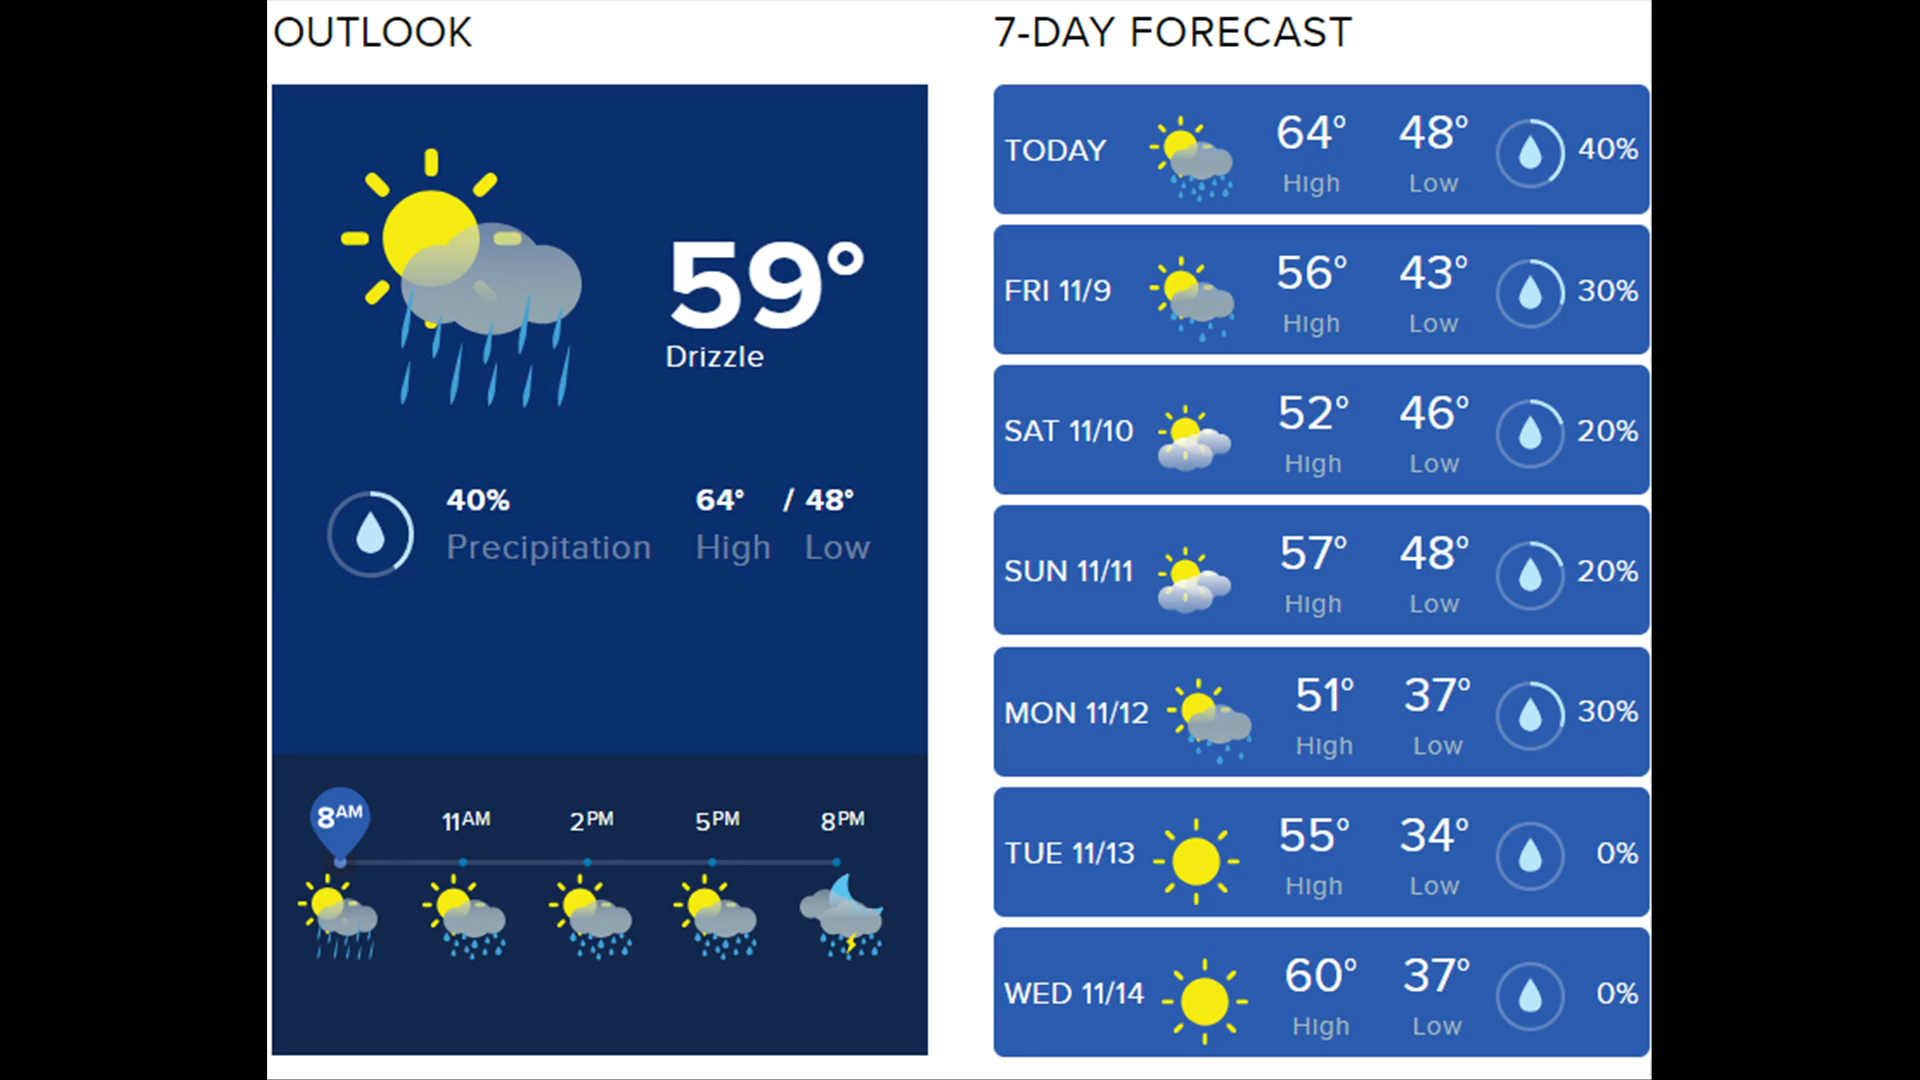 OUTLOOK
59°
Drizzle
40%
Precipitation
64° / 48°
High Low
8AM 11AM 2PM 5PM 8PM
7-DAY FORECAST
TODAY 64° High 48° Low 40%
FRI 11/9 56° High 43° Low 30%
SAT 11/10 52° High 46° Low 20%
SUN 11/11 57° High 48° Low 20%
MON 11/12 51° High 37° Low 30%
TUE 11/13 55° High 34° Low 0%
WED 11/14 60° High 37° Low 0%